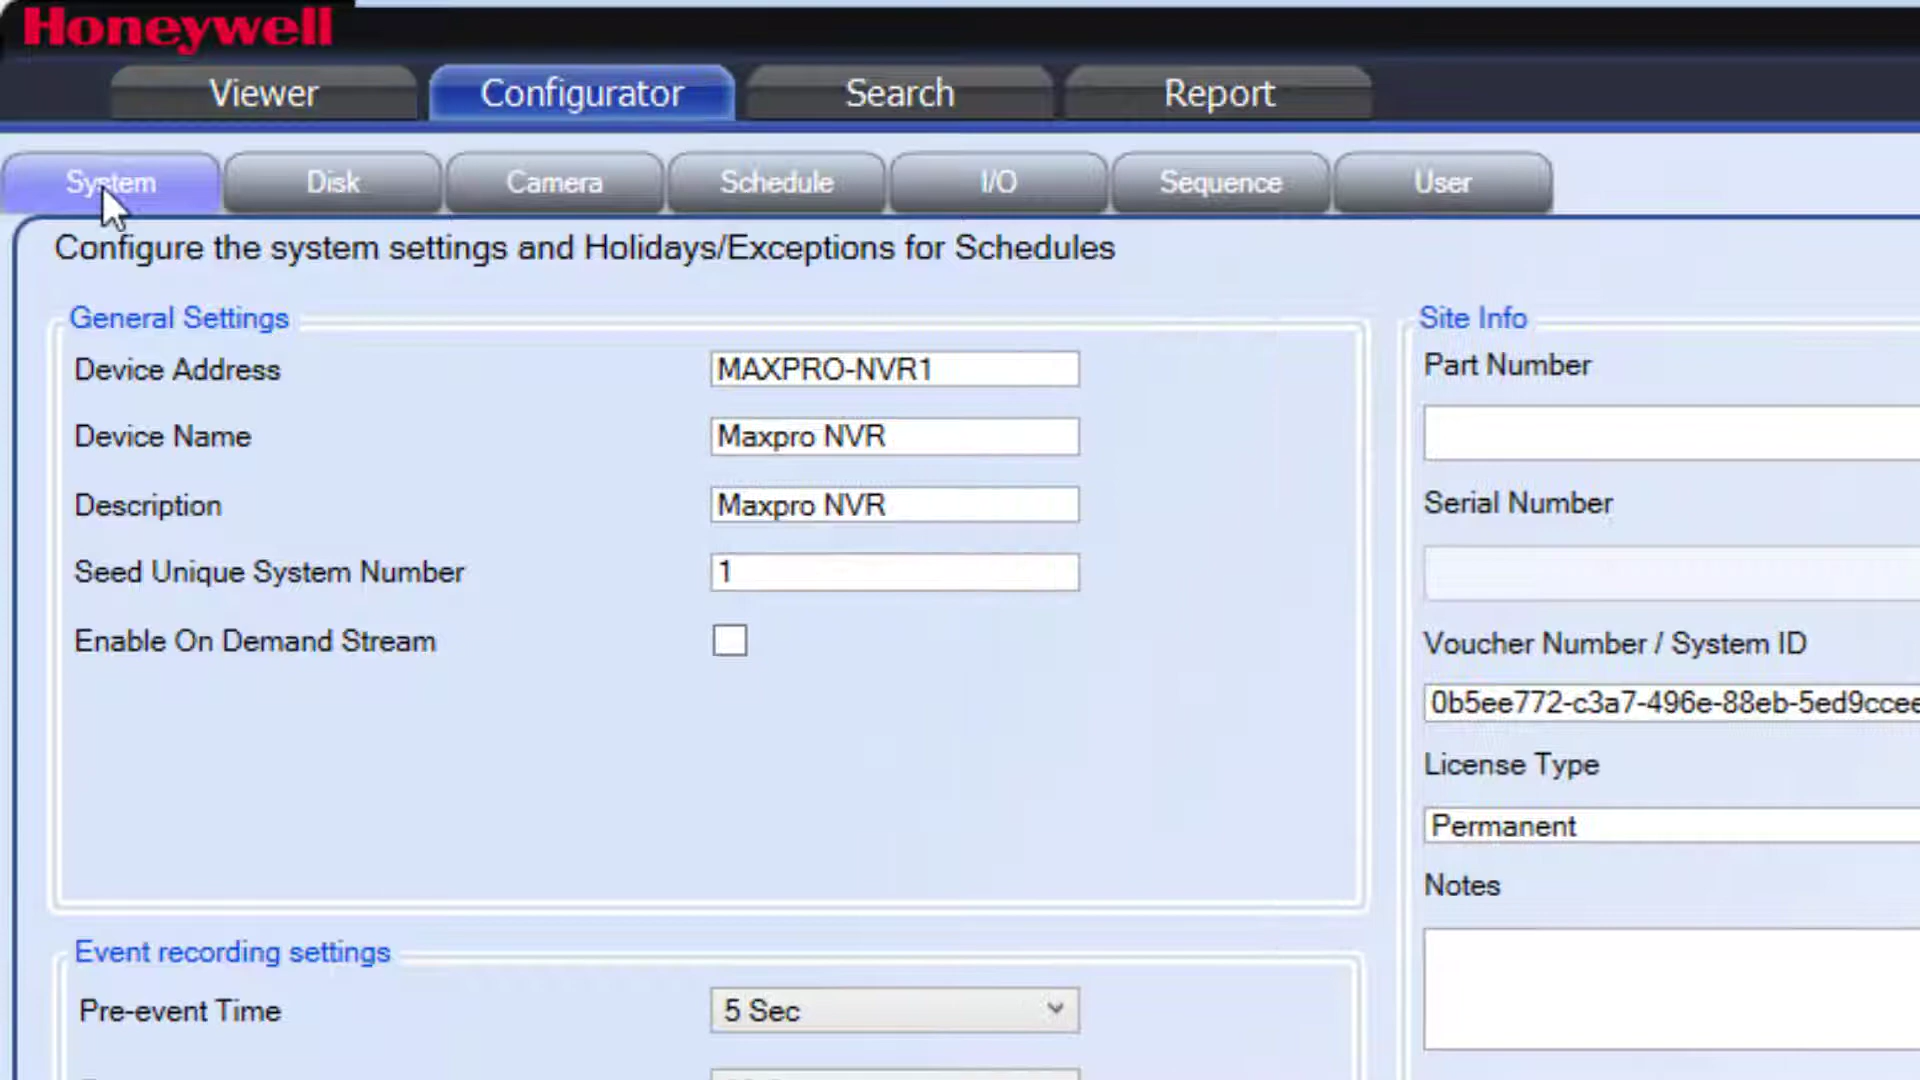 Honeywell
Viewer Configurator Search Report
System Disk Camera Schedule I/O Sequence User
Configure the system settings and Holidays/Exceptions for Schedules
General Settings
Device Address MAXPRO-NVR1
Device Name Maxpro NVR
Description Maxpro NVR
Seed Unique System Number 1
Enable On Demand Stream
Event recording settings
Pre-event Time 5 Sec
Site Info
Part Number
Serial Number
Voucher Number / System ID
0b5ee772-c3a7-496e-88eb-5ed9ccee
License Type
Permanent
Notes